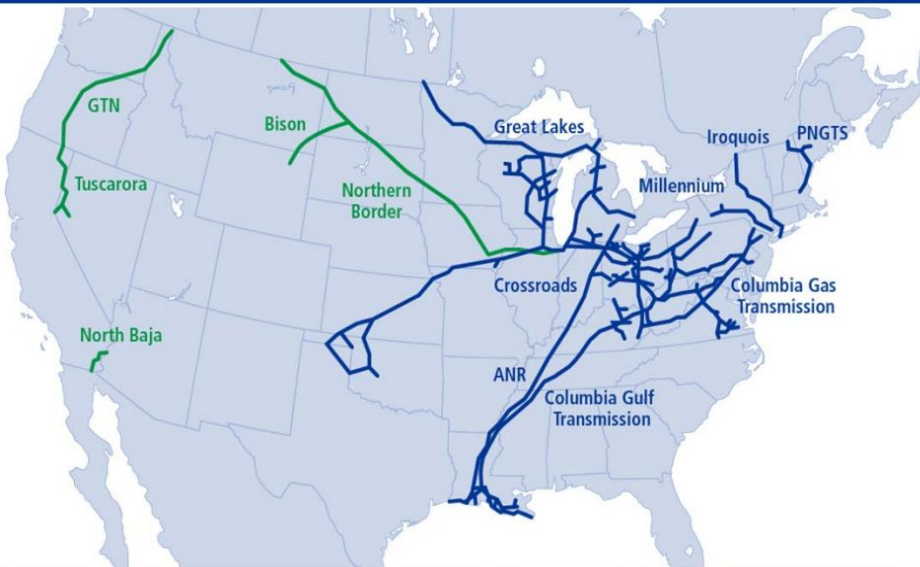 GTN
Bison
Great Lakes
Iroquois
PNGTS
Tuscarora
Northern
Border
Millennium
Crossroads
Columbia Gas
Transmission
North Baja
ANR
Columbia Gulf
Transmission